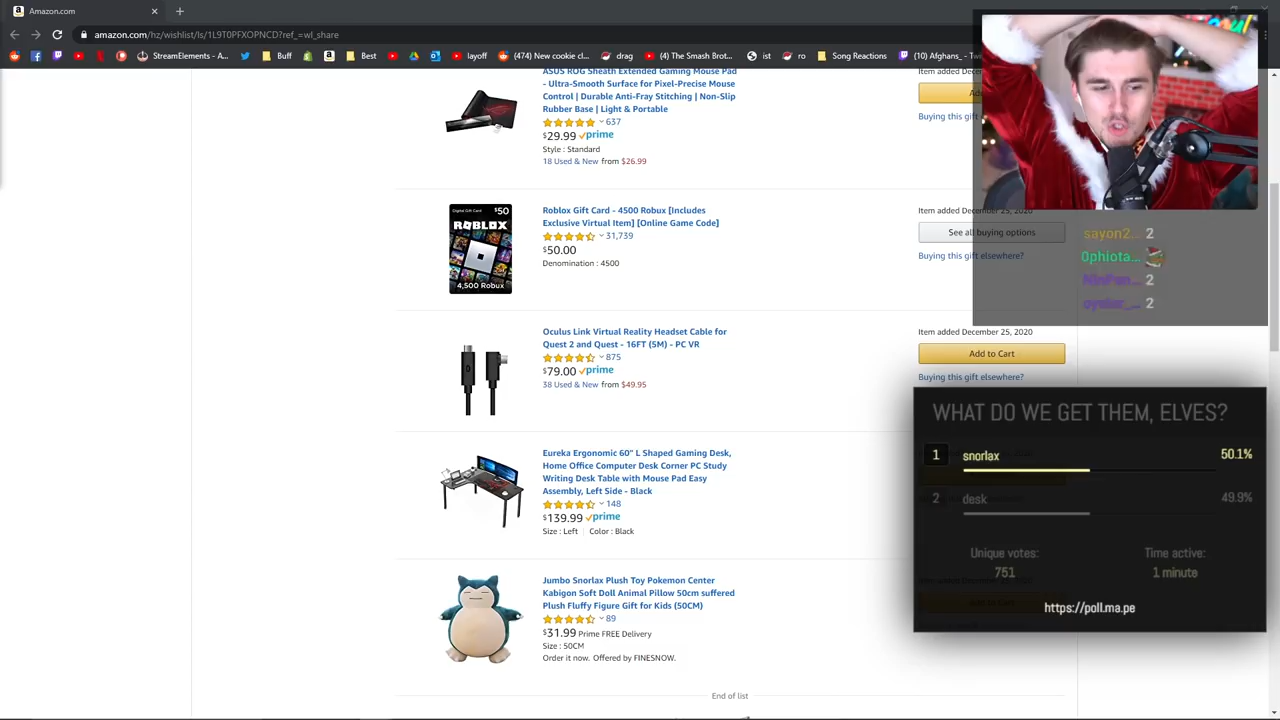 Amazon.com
amazon.com/hz/wishlist/ls/1L9T0PFXOPNCD?ref_=wl_share
StreamElements - A...
Buff
Best
layoff
(474) New cookie cl...
drag
(4) The Smash Brot...
ist
ro
Song Reactions
(10) Afghans_ - Tw
ASUS ROG Sheath Extended Gaming Mouse Pad
- Ultra-Smooth Surface for Pixel-Precise Mouse
Control | Durable Anti-Fray Stitching | Non-Slip
Rubber Base | Light & Portable
637
$29.99 prime
Style : Standard
18 Used & New from $26.99
Buying this gift
Digital Gift Card $50
ROBLOX
4,500 Robux
Roblox Gift Card - 4500 Robux [Includes
Exclusive Virtual Item] [Online Game Code]
31,739
$50.00
Denomination : 4500
Item added December 25, 2020
See all buying options
Buying this gift elsewhere?
sayon2... 2
0phiota...
2
2
Oculus Link Virtual Reality Headset Cable for
Quest 2 and Quest - 16FT (5M) - PC VR
875
$79.00 prime
38 Used & New from $49.95
Item added December 25, 2020
Add to Cart
Buying this gift elsewhere?
Eureka Ergonomic 60" L Shaped Gaming Desk,
Home Office Computer Desk Corner PC Study
Writing Desk Table with Mouse Pad Easy
Assembly, Left Side - Black
148
$139.99 prime
Size : Left Color : Black
Jumbo Snorlax Plush Toy Pokemon Center
Kabigon Soft Doll Animal Pillow 50cm suffered
Plush Fluffy Figure Gift for Kids (50CM)
89
$31.99 Prime FREE Delivery
Size : 50CM
Order it now. Offered by FINESNOW.
End of list
WHAT DO WE GET THEM, ELVES?
1 snorlax 50.1%
2 desk 49.9%
Unique votes: Time active:
751 1 minute
https://poll.ma.pe